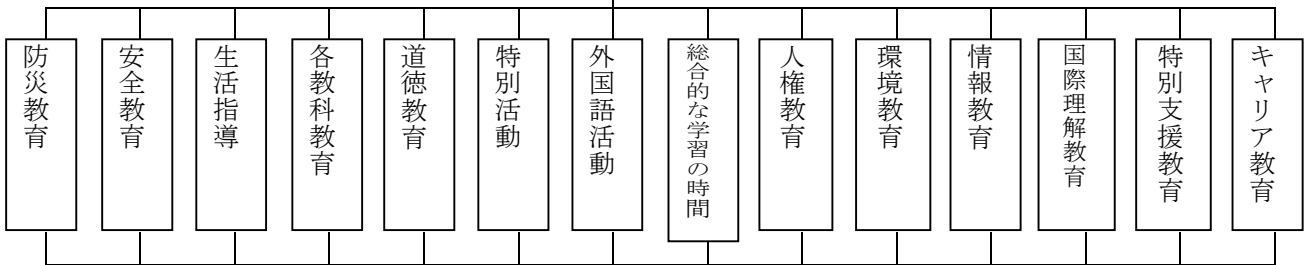 防災教育
安全教育
生活指導
各教科教育
道徳教育
特別活動
外国語活動
総合的な学習の時間
人権教育
環境教育
情報教育
国際理解教育
特別支援教育
キャリア教育